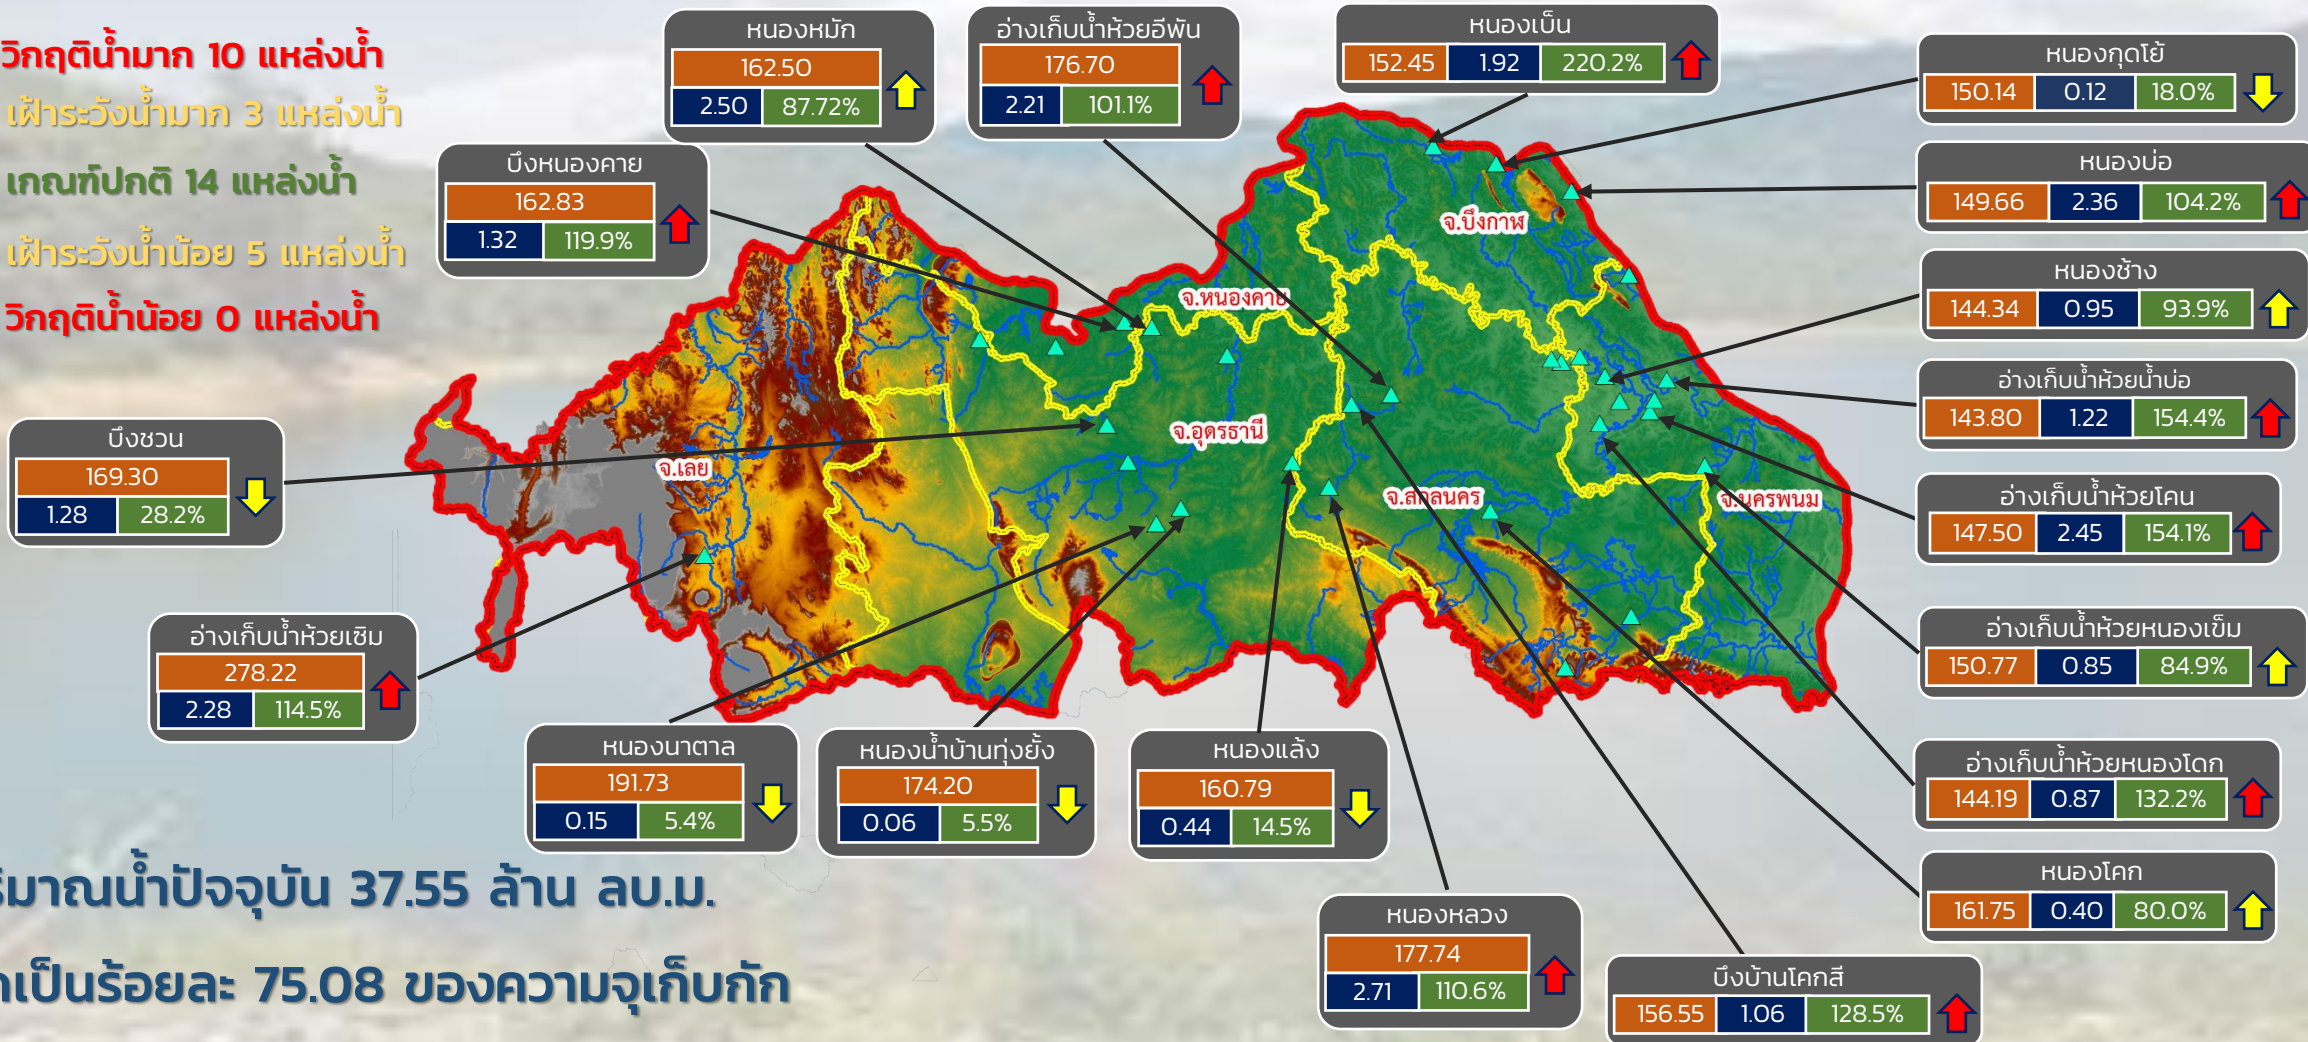 วิกฤติน้ำมาก 10 แหล่งน้ำ
เฝ้าระวังน้ำมาก 3 แหล่งน้ำ
เกณฑ์ปกติ 14 แหล่งน้ำ
เฝ้าระวังน้ำน้อย 5 แหล่งน้ำ
วิกฤติน้ำน้อย 0 แหล่งน้ำ
หนองหมัก
162.50
2.50 87.72%
อ่างเก็บน้ำห้วยอีพัน
176.70
2.21 101.1%
หนองเบ็น
152.45 1.92 220.2%
หนองกุดโย้
150.14 0.12 18.0%
บึงหนองคาย
162.83
1.32 119.9%
หนองบ่อ
149.66 2.36 104.2%
หนองช้าง
144.34 0.95 93.9%
อ่างเก็บน้ำห้วยน้ำบ่อ
143.80 1.22 154.4%
อ่างเก็บน้ำห้วยโคน
147.50 2.45 154.1%
อ่างเก็บน้ำห้วยหนองเข็ม
150.77 0.85 84.9%
อ่างเก็บน้ำห้วยหนองโดก
144.19 0.87 132.2%
หนองโคก
161.75 0.40 80.0%
บึงบ้านโคกสี
156.55 1.06 128.5%
หนองหลวง
177.74
2.71 110.6%
หนองแล้ง
160.79
0.44 14.5%
หนองน้ำบ้านทุ่งยั้ง
174.20
0.06 5.5%
หนองนาตาล
191.73
0.15 5.4%
อ่างเก็บน้ำห้วยเซิม
278.22
2.28 114.5%
บึงชวน
169.30
1.28 28.2%
จ.บึงกาฬ
จ.หนองคาย
จ.อุดรธานี
จ.เลย
จ.สกลนคร
จ.นครพนม
ริมาณน้ำปัจจุบัน 37.55 ล้าน ลบ.ม.
ดเป็นร้อยละ 75.08 ของความจุเก็บกัก